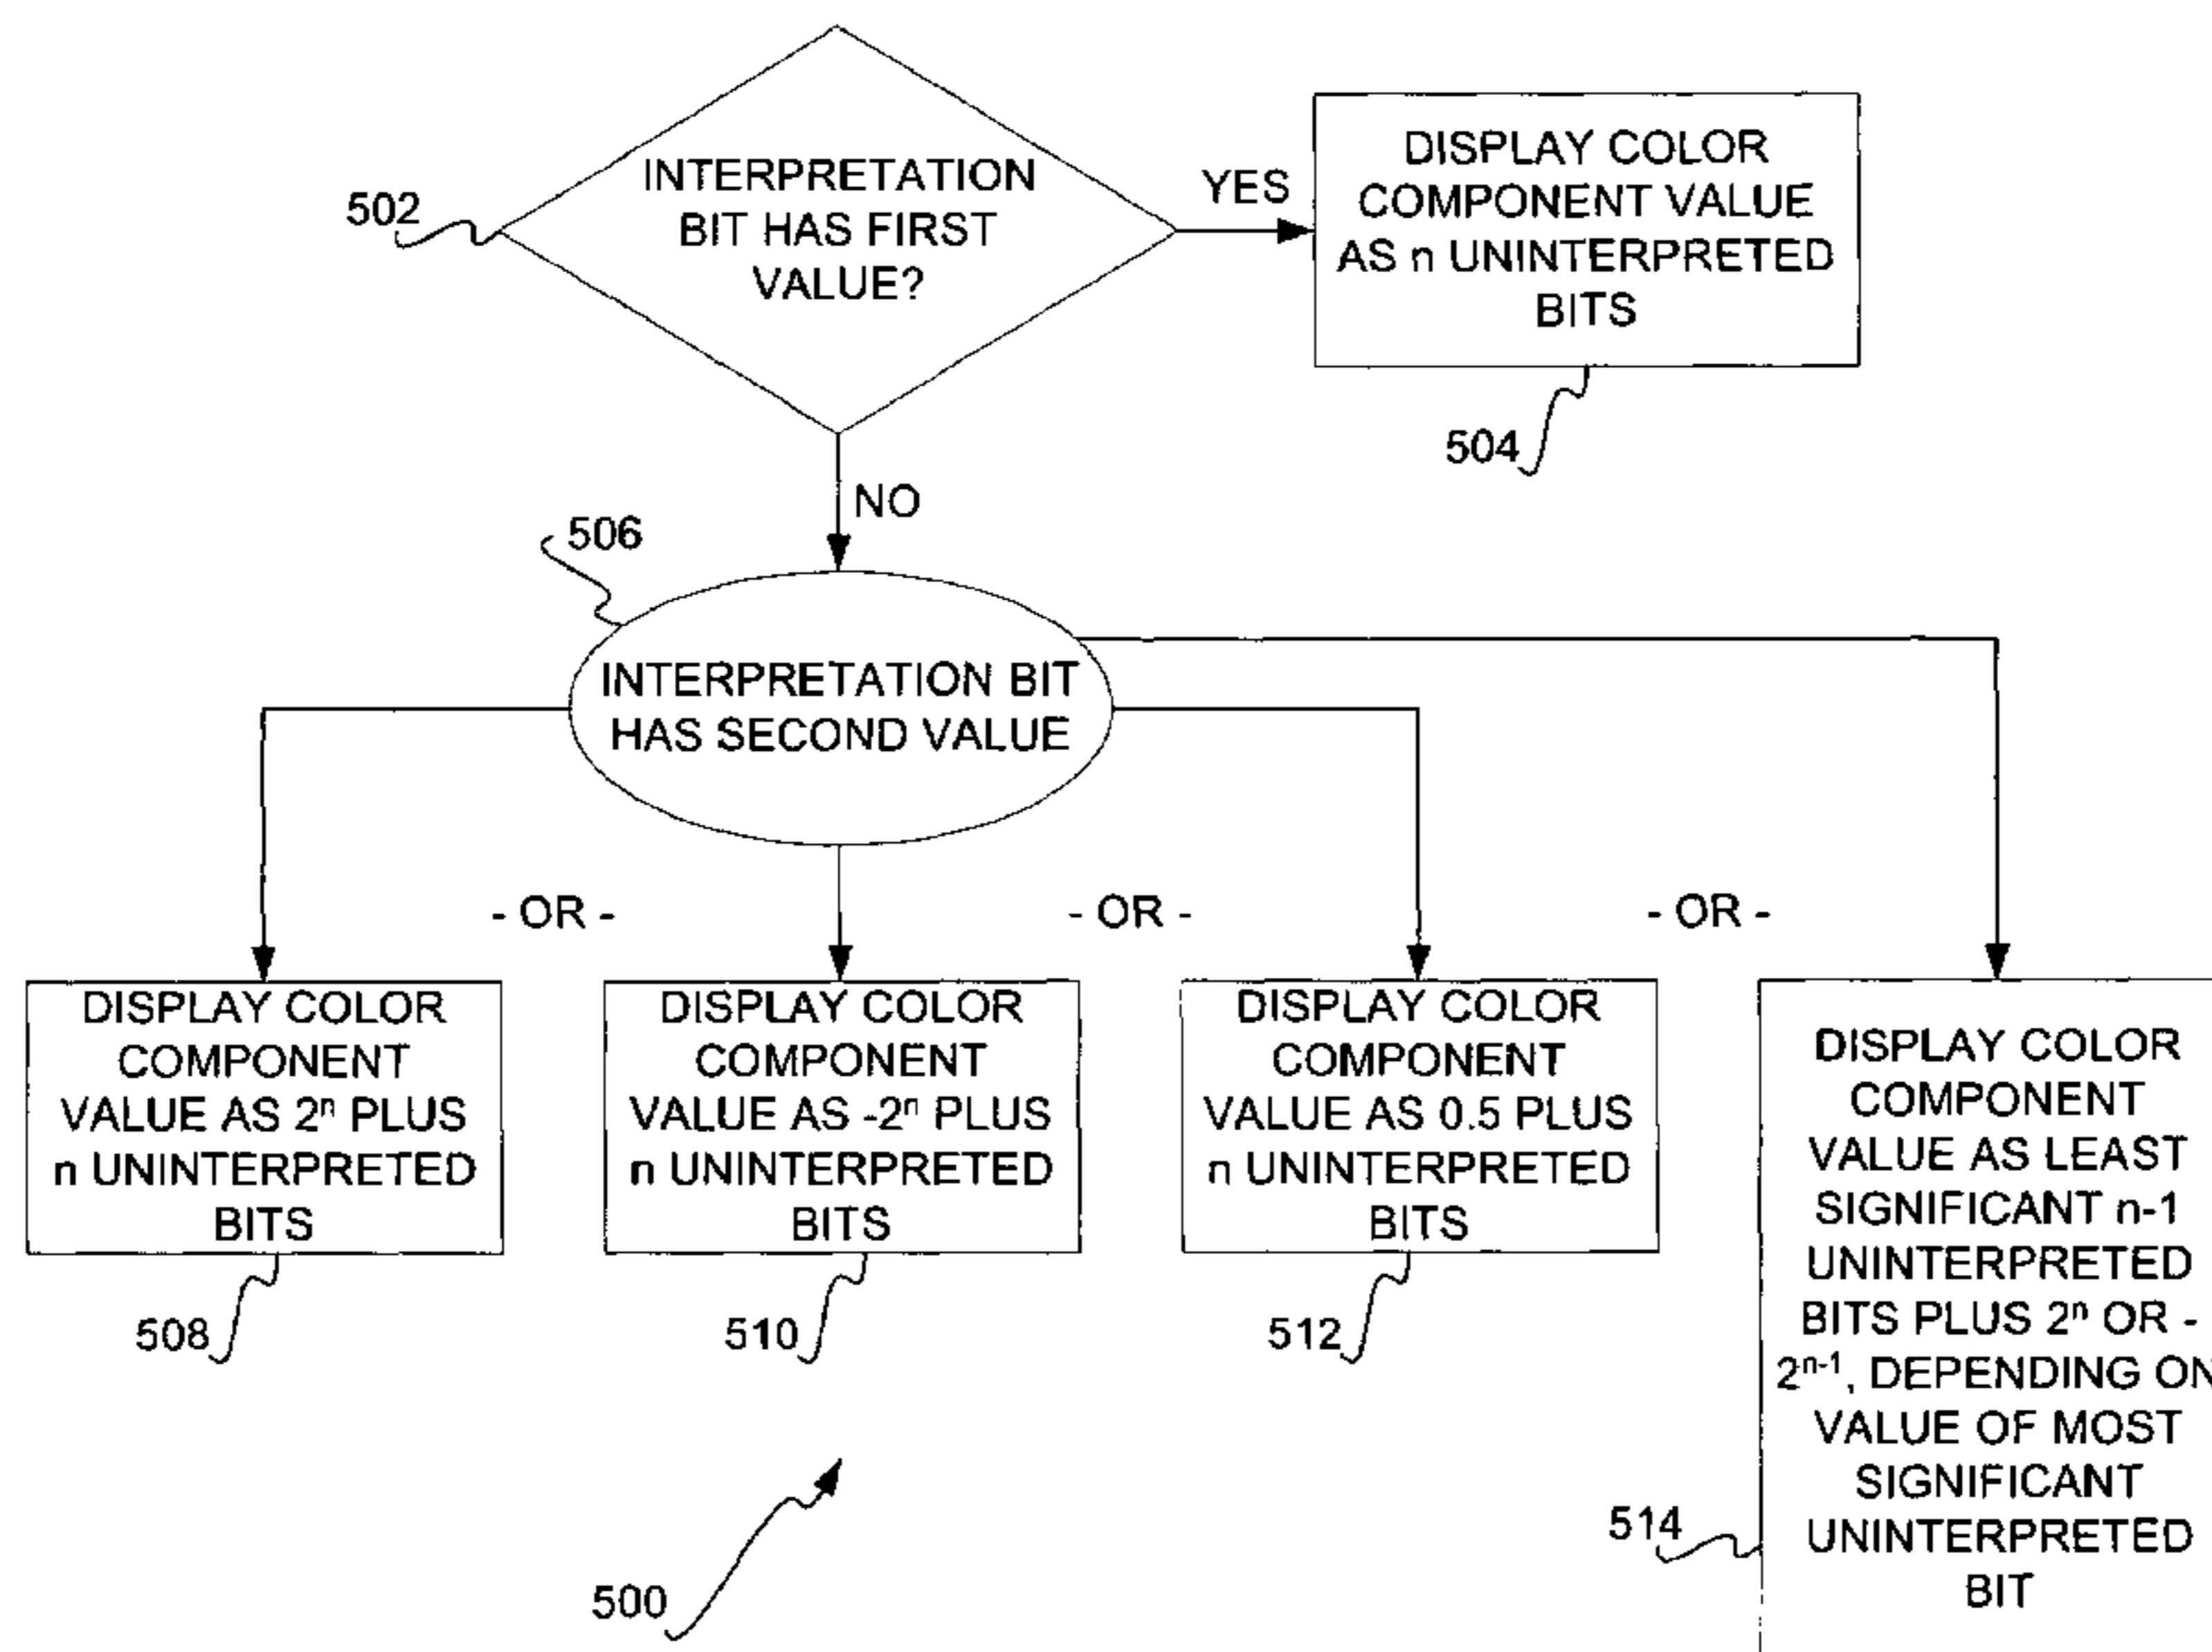 INTERPRETATION
BIT HAS FIRST
VALUE?
502
YES
DISPLAY COLOR
COMPONENT VALUE
AS n UNINTERPRETED
BITS
504
NO
506
INTERPRETATION BIT
HAS SECOND VALUE
- OR -
- OR -
- OR -
DISPLAY COLOR
COMPONENT
VALUE AS 2ⁿ PLUS
n UNINTERPRETED
BITS
508
DISPLAY COLOR
COMPONENT
VALUE AS -2ⁿ PLUS
n UNINTERPRETED
BITS
510
DISPLAY COLOR
COMPONENT
VALUE AS 0.5 PLUS
n UNINTERPRETED
BITS
512
DISPLAY COLOR
COMPONENT
VALUE AS LEAST
SIGNIFICANT n-1
UNINTERPRETED
BITS PLUS 2ⁿ OR -
2ⁿ⁻¹, DEPENDING ON
VALUE OF MOST
SIGNIFICANT
UNINTERPRETED
BIT
514
500